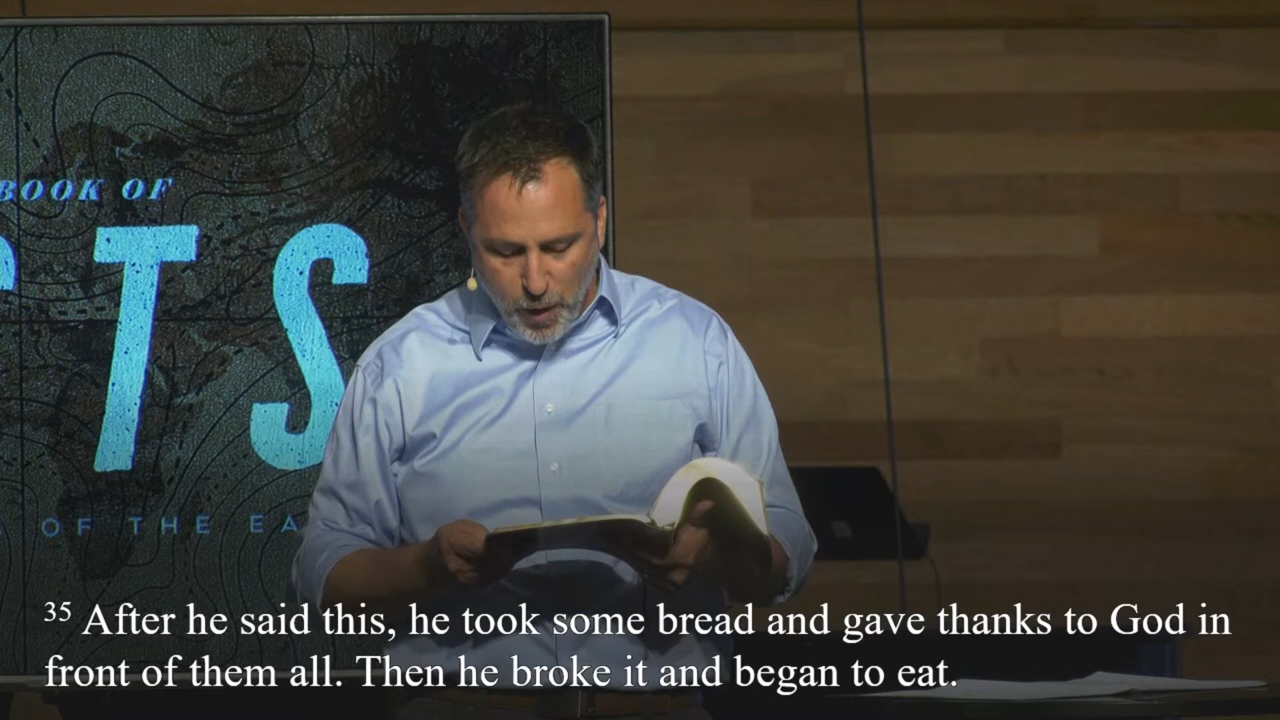 BOOK OF
TS
OF THE EA
35 After he said this, he took some bread and gave thanks to God in
front of them all. Then he broke it and began to eat.